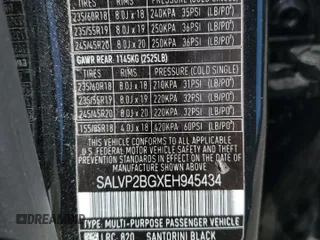 235/60R18 8.0J x 18 240KPA 35PSI (LB/PO²)
235/55R19 8.0J x 19 250KPA 36PSI (LB/PO²)
245/45R20 8.0J x 20 250KPA 36PSI (LB/PO²)
GAWR REAR. 1145KG (2525LB)
RIMS PRESSURE (COLD SINGLE)
235/60R18 8.0J x 18 210KPA 31PSI (LB/PO²)
235/55R19 8.0J x 19 220KPA 32PSI (LB/PO²)
245/45R20 8.0J x 20 220KPA 32PSI (LB/PO²)
155/85R18 4.0J x 18 420KPA 60PSI (LB/PO²)
THIS VEHICLE CONFORMS TO ALL APPLICABLE
U.S. FEDERAL MOTOR VEHICLE SAFETY
THEFT PREVENTION STANDARDS IN EFFECT ON
THE DATE OF MANUFACTURE SHOWN ABOVE
SALVP2BGXEH945434
TYPE: MULTI-PURPOSE PASSENGER VEHICLE
LRC 820 SANTORINI BLACK